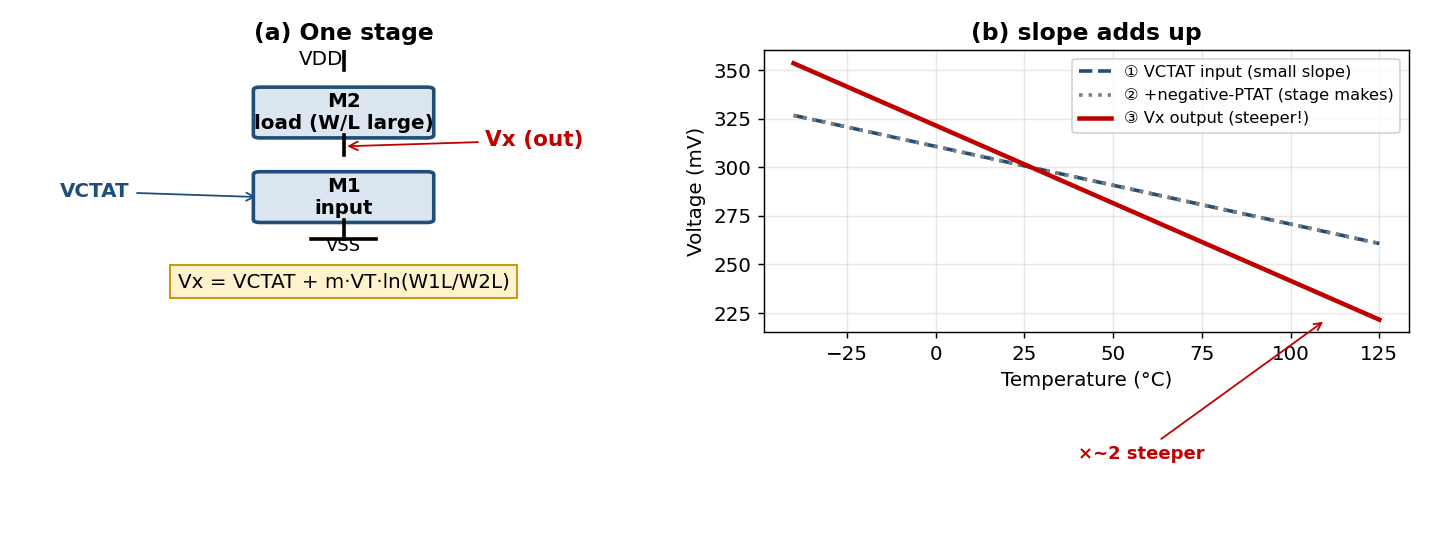 (a) One stage
VDD
M2
load (W/L large)
Vx (out)
VCTAT
M1
input
VSS
Vx = VCTAT + m·VT·ln(W1L/W2L)
(b) slope adds up
① VCTAT input (small slope)
② +negative-PTAT (stage makes)
③ Vx output (steeper!)
Voltage (mV)
350
325
300
275
250
225
−25
0
25
50
75
100
125
Temperature (°C)
×~2 steeper